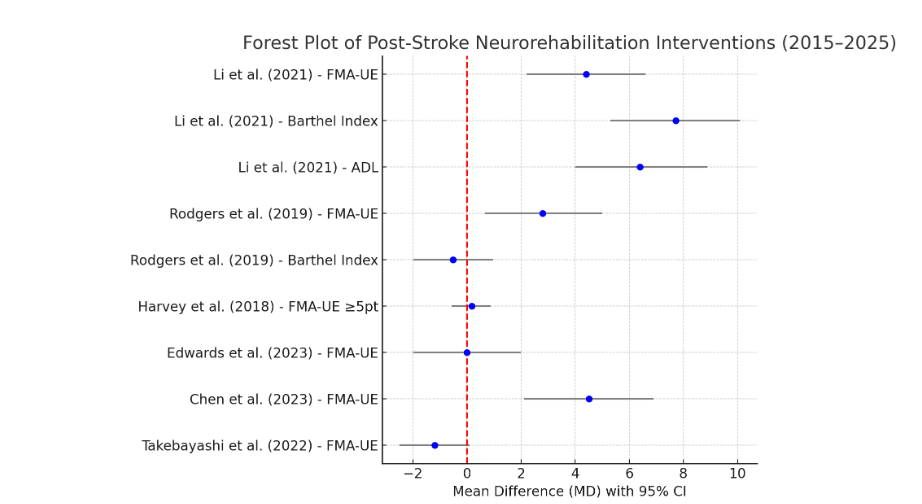 Forest Plot of Post-Stroke Neurorehabilitation Interventions (2015–2025)
Li et al. (2021) - FMA-UE
Li et al. (2021) - Barthel Index
Li et al. (2021) - ADL
Rodgers et al. (2019) - FMA-UE
Rodgers et al. (2019) - Barthel Index
Harvey et al. (2018) - FMA-UE ≥5pt
Edwards et al. (2023) - FMA-UE
Chen et al. (2023) - FMA-UE
Takebayashi et al. (2022) - FMA-UE
−2 0 2 4 6 8 10
Mean Difference (MD) with 95% CI